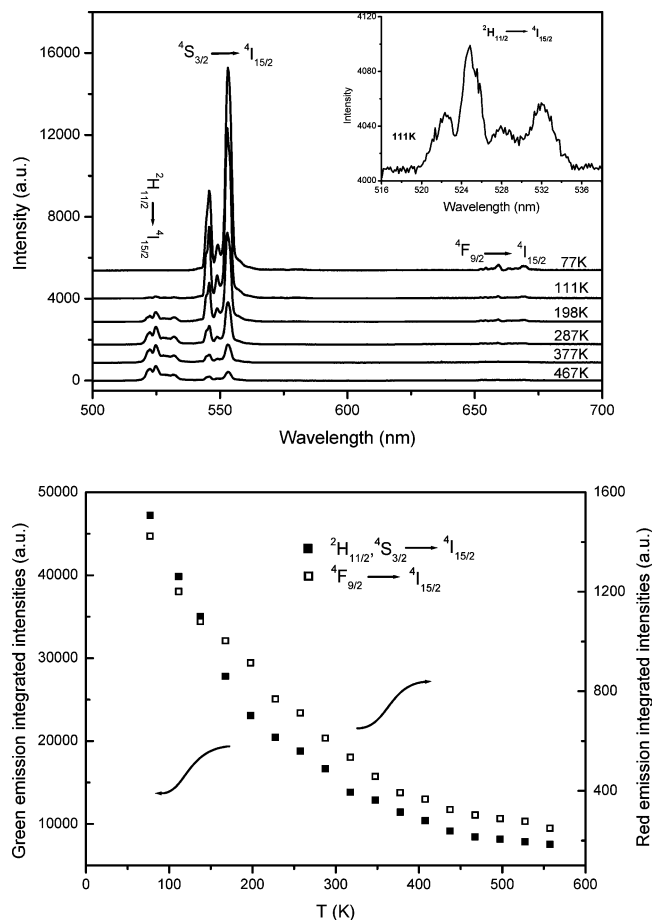 16000
12000
8000
4000
0
Intensity (a.u.)
⁴S₃/₂ ⟶ ⁴I₁₅/₂
²H₁₁/₂ ⟶ ⁴I₁₅/₂
⁴F₉/₂ ⟶ ⁴I₁₅/₂
77K
111K
198K
287K
377K
467K
500 550 600 650 700
Wavelength (nm)
4120
4080
4040
4000
Intensity
²H₁₁/₂ ⟶ ⁴I₁₅/₂
111K
516 520 524 528 532 536
Wavelength (nm)
50000
40000
30000
20000
10000
Green emission integrated intensities (a.u.)
²H₁₁/₂,⁴S₃/₂ ⟶ ⁴I₁₅/₂
⁴F₉/₂ ⟶ ⁴I₁₅/₂
1600
1200
800
400
Red emission integrated intensities (a.u.)
0 100 200 300 400 500 600
T (K)